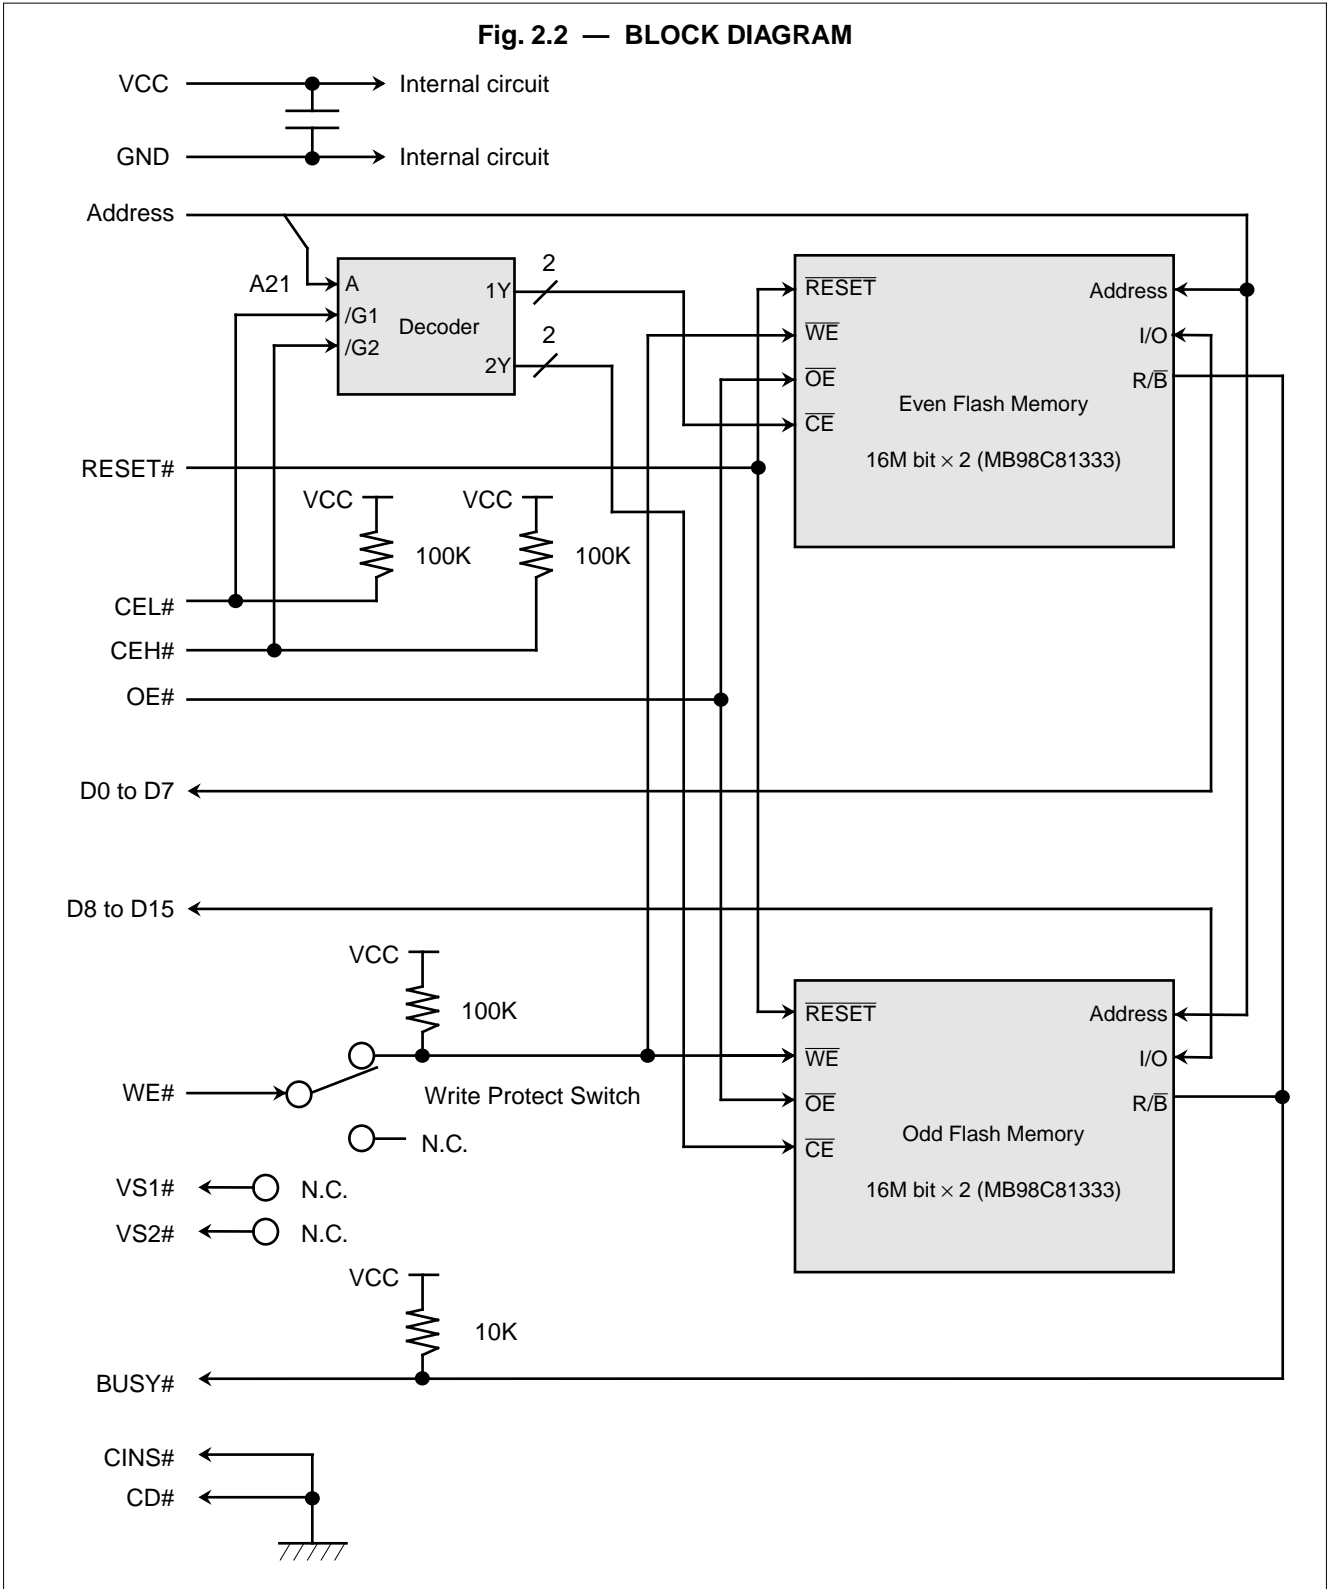 Fig. 2.2 — BLOCK DIAGRAM
VCC
Internal circuit
GND
Internal circuit
Address
A21
A
/G1
/G2
Decoder
1Y
2Y
2
2
RESET
WE
OE
CE
Address
I/O
R/B
Even Flash Memory
16M bit × 2 (MB98C81333)
RESET#
VCC
100K
VCC
100K
CEL#
CEH#
OE#
D0 to D7
D8 to D15
VCC
100K
WE#
Write Protect Switch
N.C.
RESET
WE
OE
CE
Address
I/O
R/B
Odd Flash Memory
16M bit × 2 (MB98C81333)
VS1#
N.C.
VS2#
N.C.
VCC
10K
BUSY#
CINS#
CD#